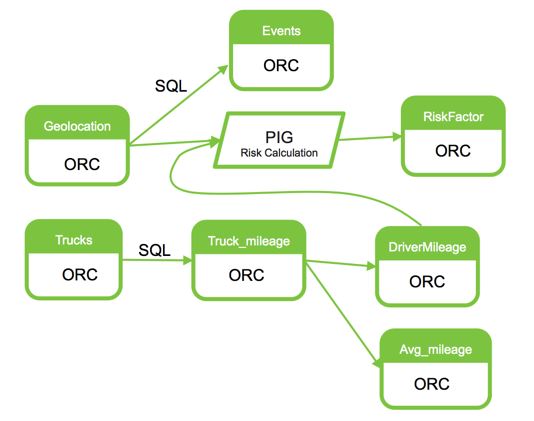 Events
ORC
SQL
Geolocation
ORC
PIG
Risk Calculation
RiskFactor
ORC
Trucks
ORC
SQL
Truck_mileage
ORC
DriverMileage
ORC
Avg_mileage
ORC